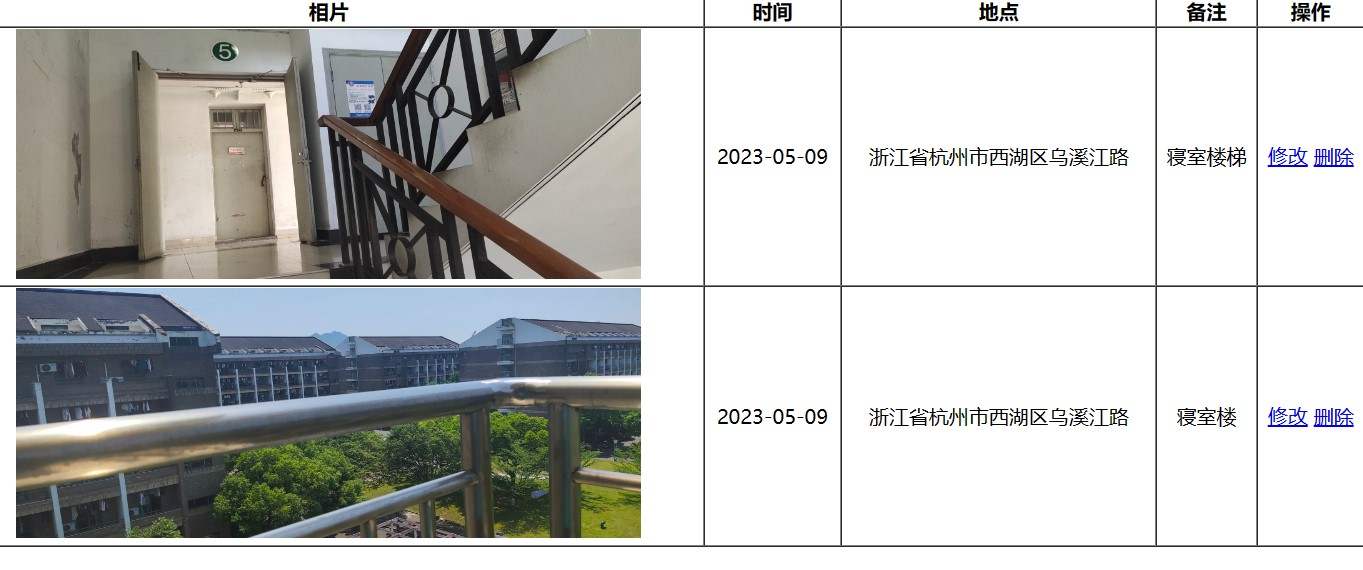 相片 时间 地点 备注 操作
5
2023-05-09 浙江省杭州市西湖区乌溪江路 寝室楼梯 修改 删除
2023-05-09 浙江省杭州市西湖区乌溪江路 寝室楼 修改 删除